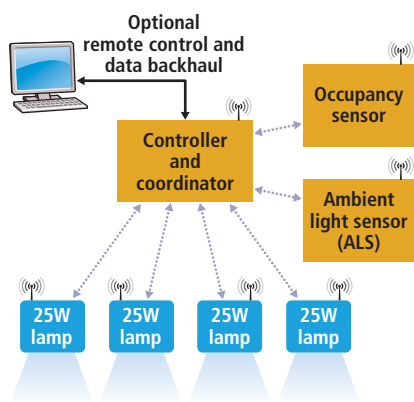 Optional
remote control and
data backhaul
Occupancy
sensor
Controller
and
coordinator
Ambient
light sensor
(ALS)
25W
lamp
25W
lamp
25W
lamp
25W
lamp